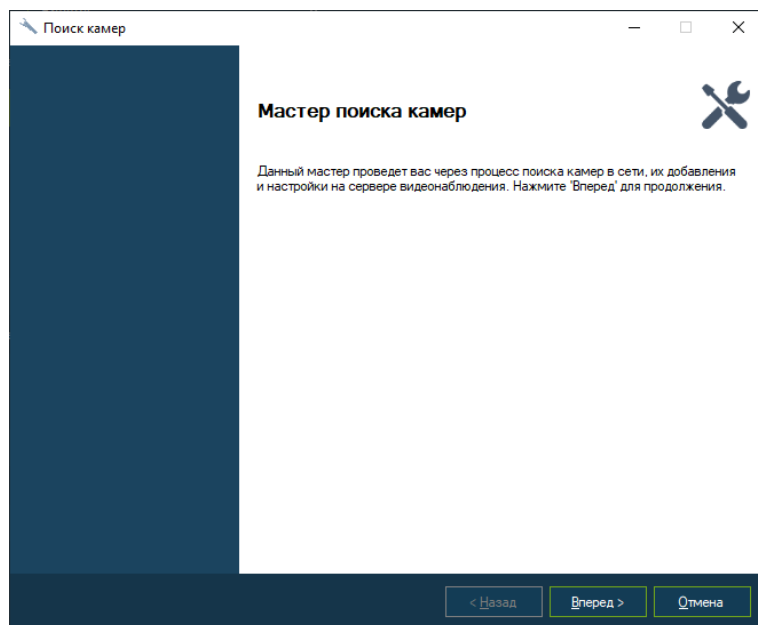 Поиск камер
Мастер поиска камер
Данный мастер проведет вас через процесс поиска камер в сети, их добавления
и настройки на сервере видеонаблюдения. Нажмите 'Вперед' для продолжения.
< Назад
Вперед >
Отмена